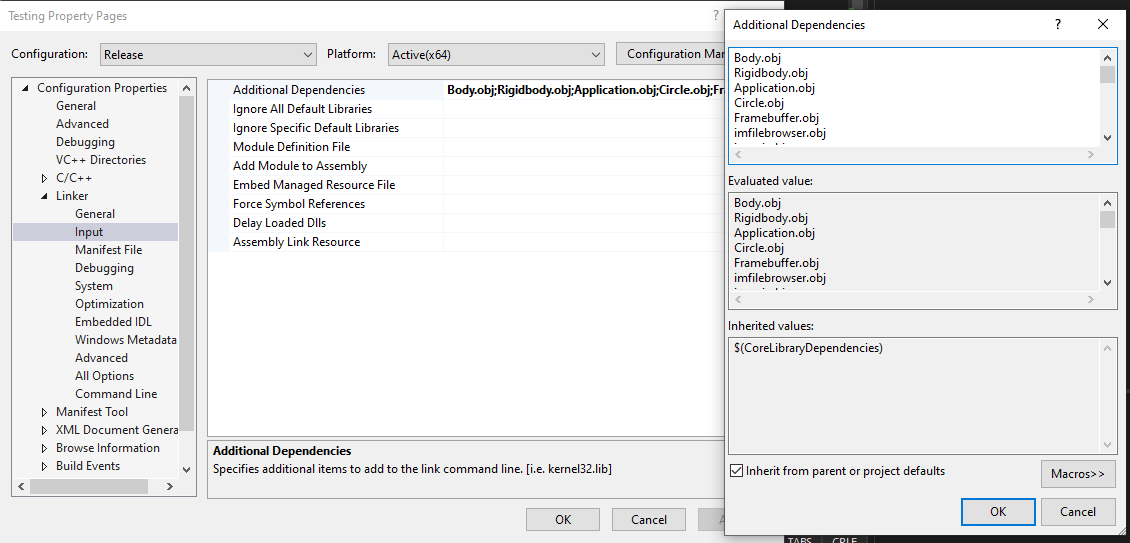 Testing Property Pages
?
Configuration: Release Platform: Active(x64) Configuration Mar
Configuration Properties
General
Advanced
Debugging
VC++ Directories
C/C++
Linker
General
Input
Manifest File
Debugging
System
Optimization
Embedded IDL
Windows Metadata
Advanced
All Options
Command Line
Manifest Tool
XML Document Genera
Browse Information
Build Events
Additional Dependencies Body.obj;Rigidbody.obj;Application.obj;Circle.obj;Fr
Ignore All Default Libraries
Ignore Specific Default Libraries
Module Definition File
Add Module to Assembly
Embed Managed Resource File
Force Symbol References
Delay Loaded Dlls
Assembly Link Resource
Additional Dependencies
Specifies additional items to add to the link command line. [i.e. kernel32.lib]
OK Cancel A
Additional Dependencies
?
Body.obj
Rigidbody.obj
Application.obj
Circle.obj
Framebuffer.obj
imfilebrowser.obj
Evaluated value:
Body.obj
Rigidbody.obj
Application.obj
Circle.obj
Framebuffer.obj
imfilebrowser.obj
Inherited values:
$(CoreLibraryDependencies)
Inherit from parent or project defaults
Macros>>
OK Cancel
TABS CRLF